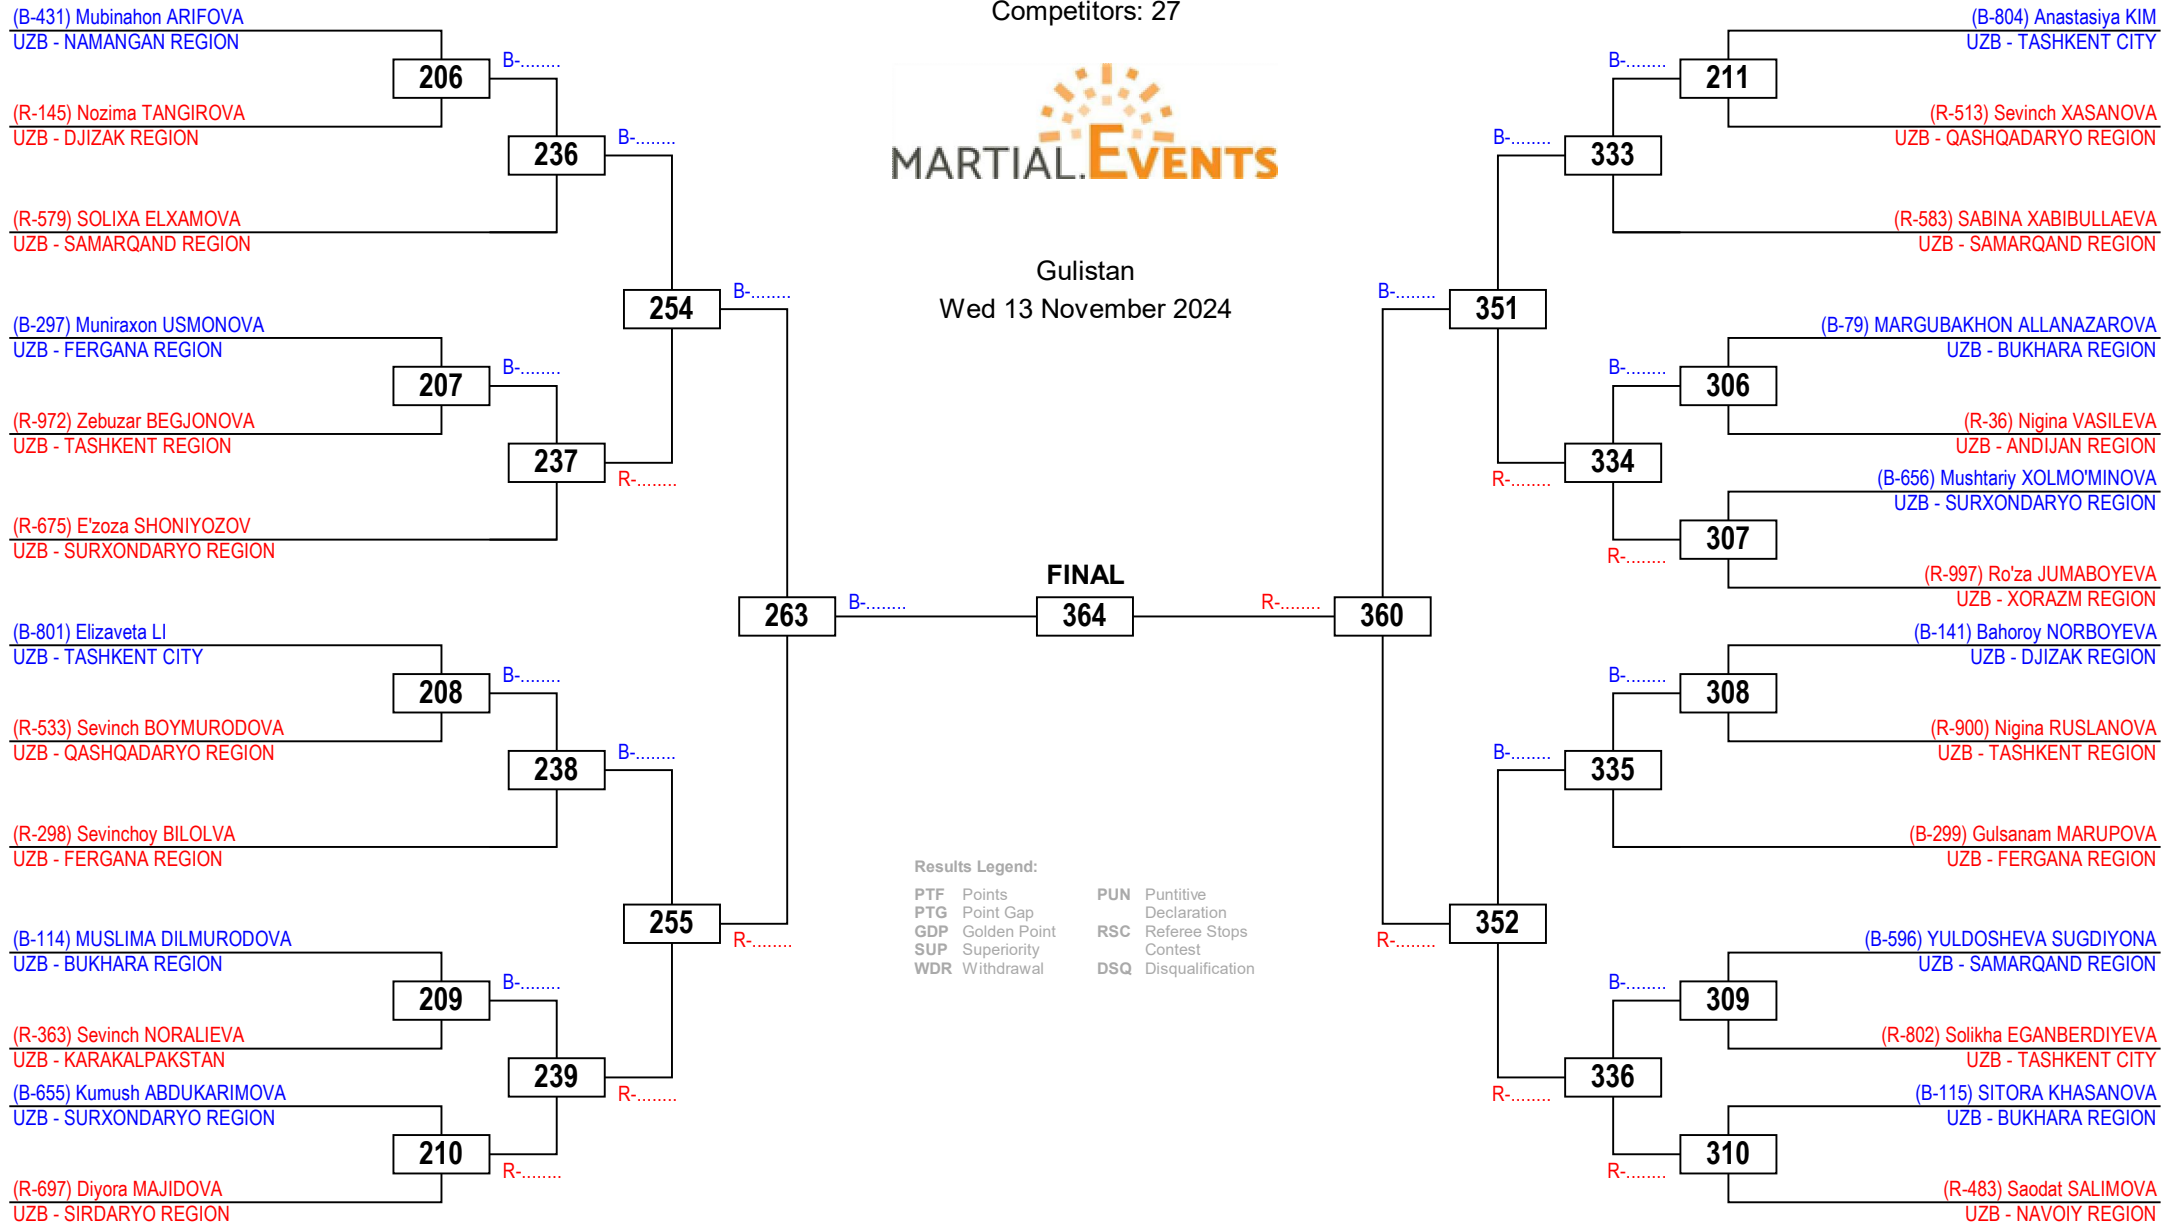 Competitors: 27
MARTIAL.EVENTS
Gulistan
Wed 13 November 2024
(B-431) Mubinahon ARIFOVA
UZB - NAMANGAN REGION
206
B-........
(R-145) Nozima TANGIROVA
UZB - DJIZAK REGION
236
B-........
(R-579) SOLIXA ELXAMOVA
UZB - SAMARQAND REGION
254
B-........
(B-297) Muniraxon USMONOVA
UZB - FERGANA REGION
207
B-........
(R-972) Zebuzar BEGJONOVA
UZB - TASHKENT REGION
237
R-........
(R-675) E'zoza SHONIYOZOV
UZB - SURXONDARYO REGION
263
B-........
(B-801) Elizaveta LI
UZB - TASHKENT CITY
208
B-........
(R-533) Sevinch BOYMURODOVA
UZB - QASHQADARYO REGION
238
B-........
(R-298) Sevinchoy BILOLVA
UZB - FERGANA REGION
255
R-........
(B-114) MUSLIMA DILMURODOVA
UZB - BUKHARA REGION
209
B-........
(R-363) Sevinch NORALIEVA
UZB - KARAKALPAKSTAN
239
R-........
(B-655) Kumush ABDUKARIMOVA
UZB - SURXONDARYO REGION
210
R-........
(R-697) Diyora MAJIDOVA
UZB - SIRDARYO REGION
FINAL
364
Results Legend:
PTF Points
PTG Point Gap
GDP Golden Point
SUP Superiority
WDR Withdrawal
PUN Puntitive
Declaration
RSC Referee Stops
Contest
DSQ Disqualification
(B-804) Anastasiya KIM
UZB - TASHKENT CITY
B-........
211
(R-513) Sevinch XASANOVA
UZB - QASHQADARYO REGION
B-........
333
(R-583) SABINA XABIBULLAEVA
UZB - SAMARQAND REGION
B-........
351
(B-79) MARGUBAKHON ALLANAZAROVA
UZB - BUKHARA REGION
B-........
306
(R-36) Nigina VASILEVA
UZB - ANDIJAN REGION
R-........
334
(B-656) Mushtariy XOLMO'MINOVA
UZB - SURXONDARYO REGION
R-........
307
(R-997) Ro'za JUMABOYEVA
UZB - XORAZM REGION
R-........
360
(B-141) Bahoroy NORBOYEVA
UZB - DJIZAK REGION
B-........
308
(R-900) Nigina RUSLANOVA
UZB - TASHKENT REGION
B-........
335
(B-299) Gulsanam MARUPOVA
UZB - FERGANA REGION
R-........
352
(B-596) YULDOSHEVA SUGDIYONA
UZB - SAMARQAND REGION
B-........
309
(R-802) Solikha EGANBERDIYEVA
UZB - TASHKENT CITY
R-........
336
(B-115) SITORA KHASANOVA
UZB - BUKHARA REGION
R-........
310
(R-483) Saodat SALIMOVA
UZB - NAVOIY REGION